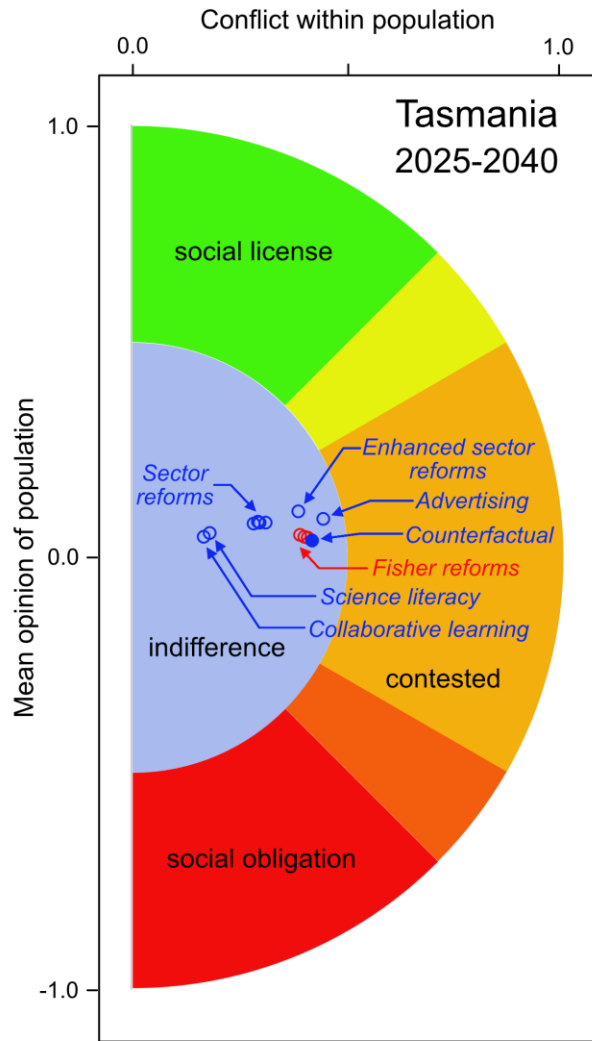 Conflict within population
0.0
1.0
Tasmania
2025-2040
1.0
social license
Enhanced sector
reforms
Sector
reforms
Advertising
Counterfactual
0.0
Fisher reforms
Science literacy
Collaborative learning
indifference
contested
Mean opinion of population
social obligation
-1.0